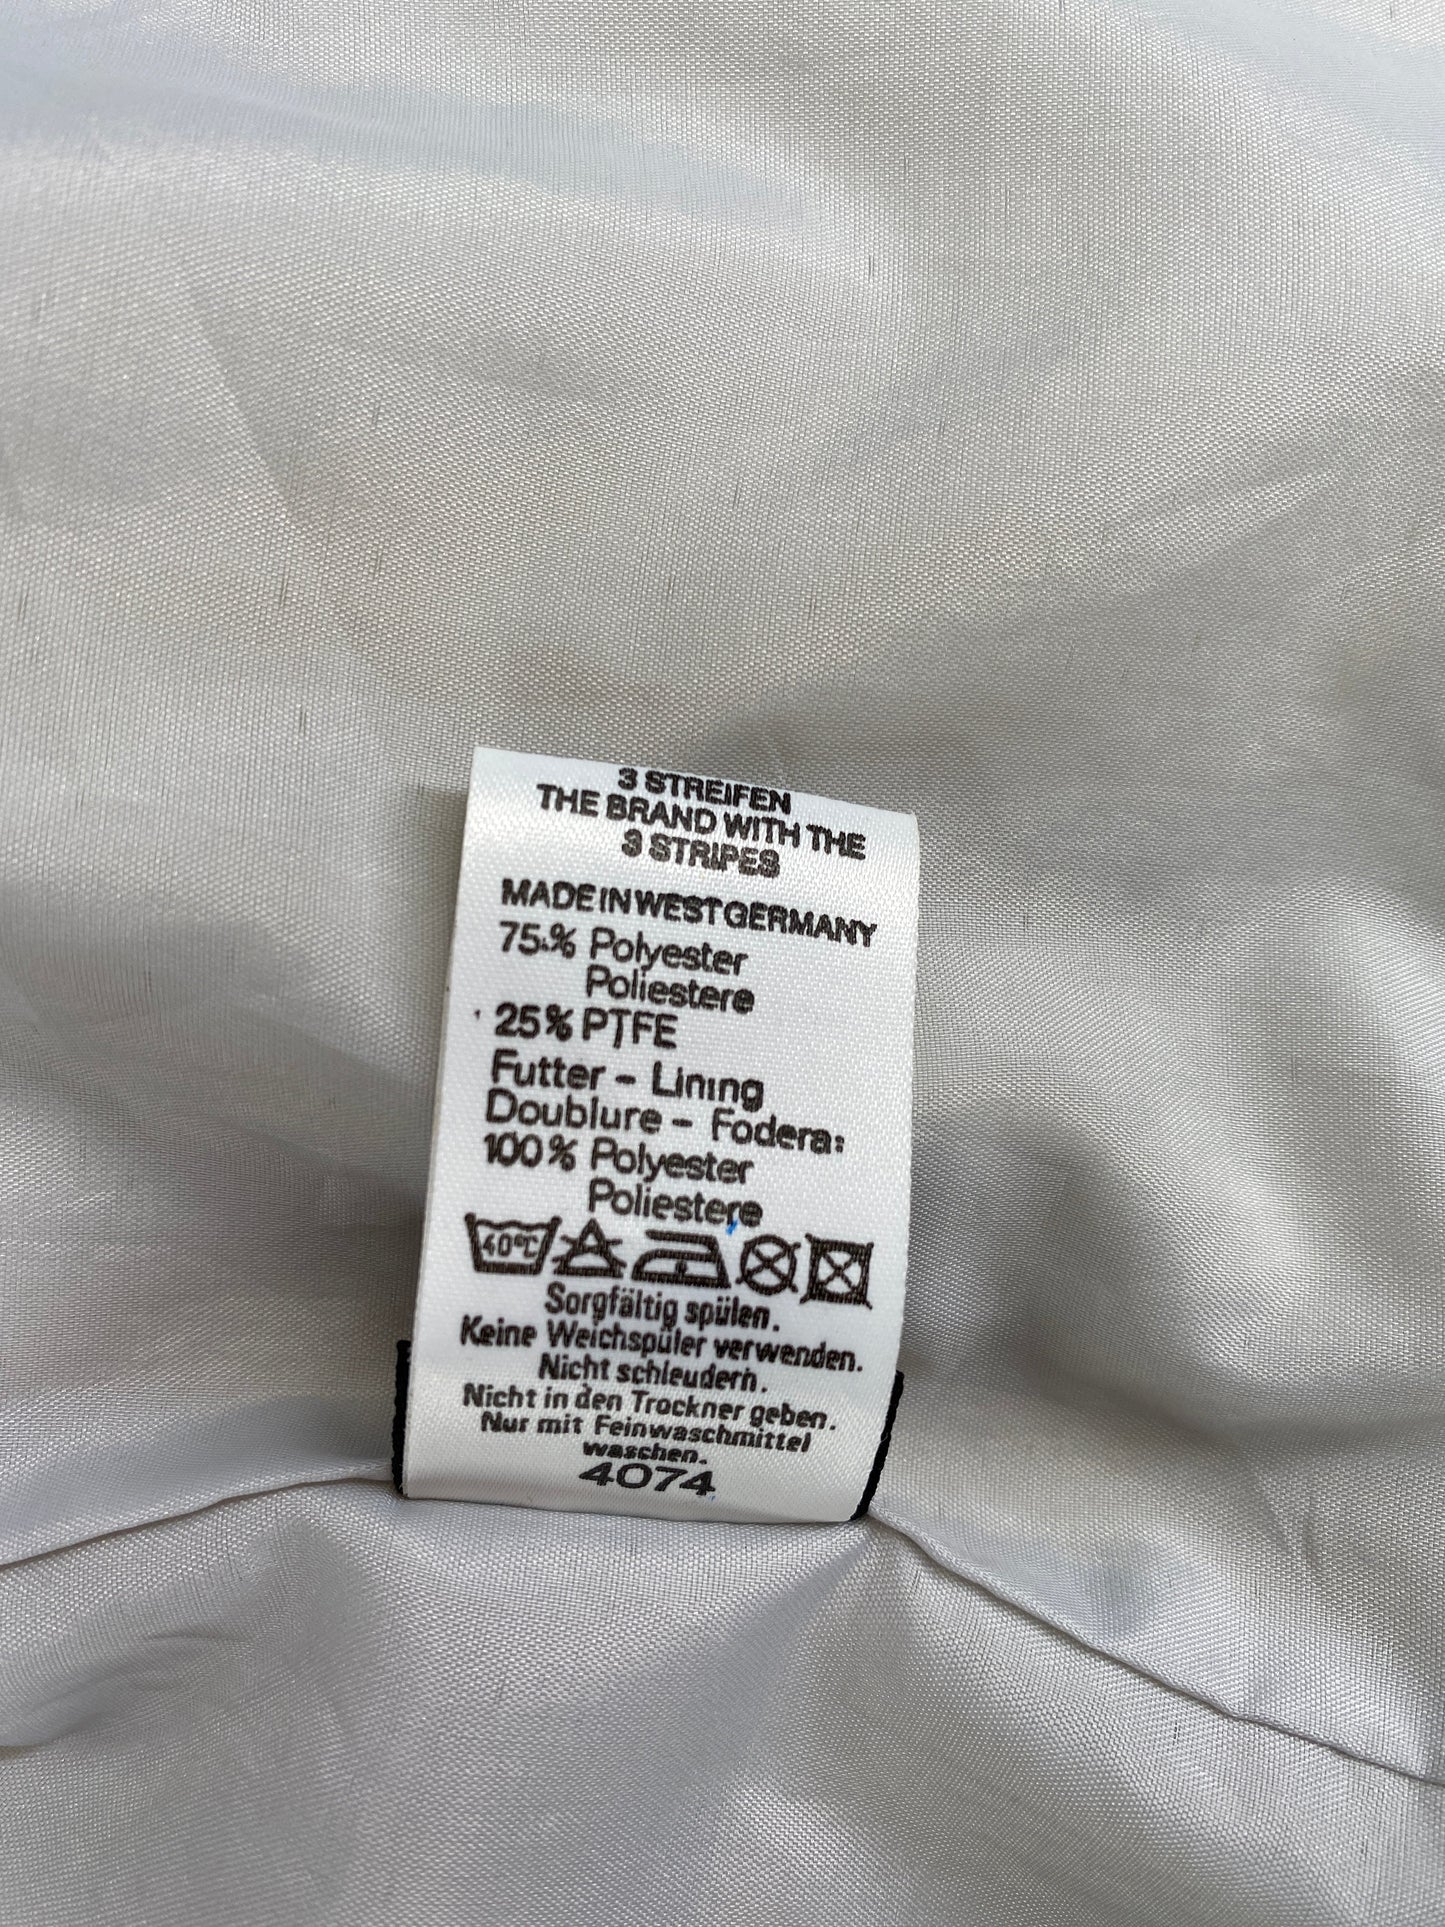 3 STREIFEN
THE BRAND WITH THE
3 STRIPES
MADE IN WEST GERMANY
75% Polyester
Poliestere
25% PTFE
Futter - Lining
Doublure - Fodera:
100% Polyester
Poliestere
40°C
Sorgfältig spülen.
Keine Weichspüler verwenden.
Nicht schleudern.
Nicht in den Trockner geben.
Nur mit Feinwaschmittel
waschen.
4074